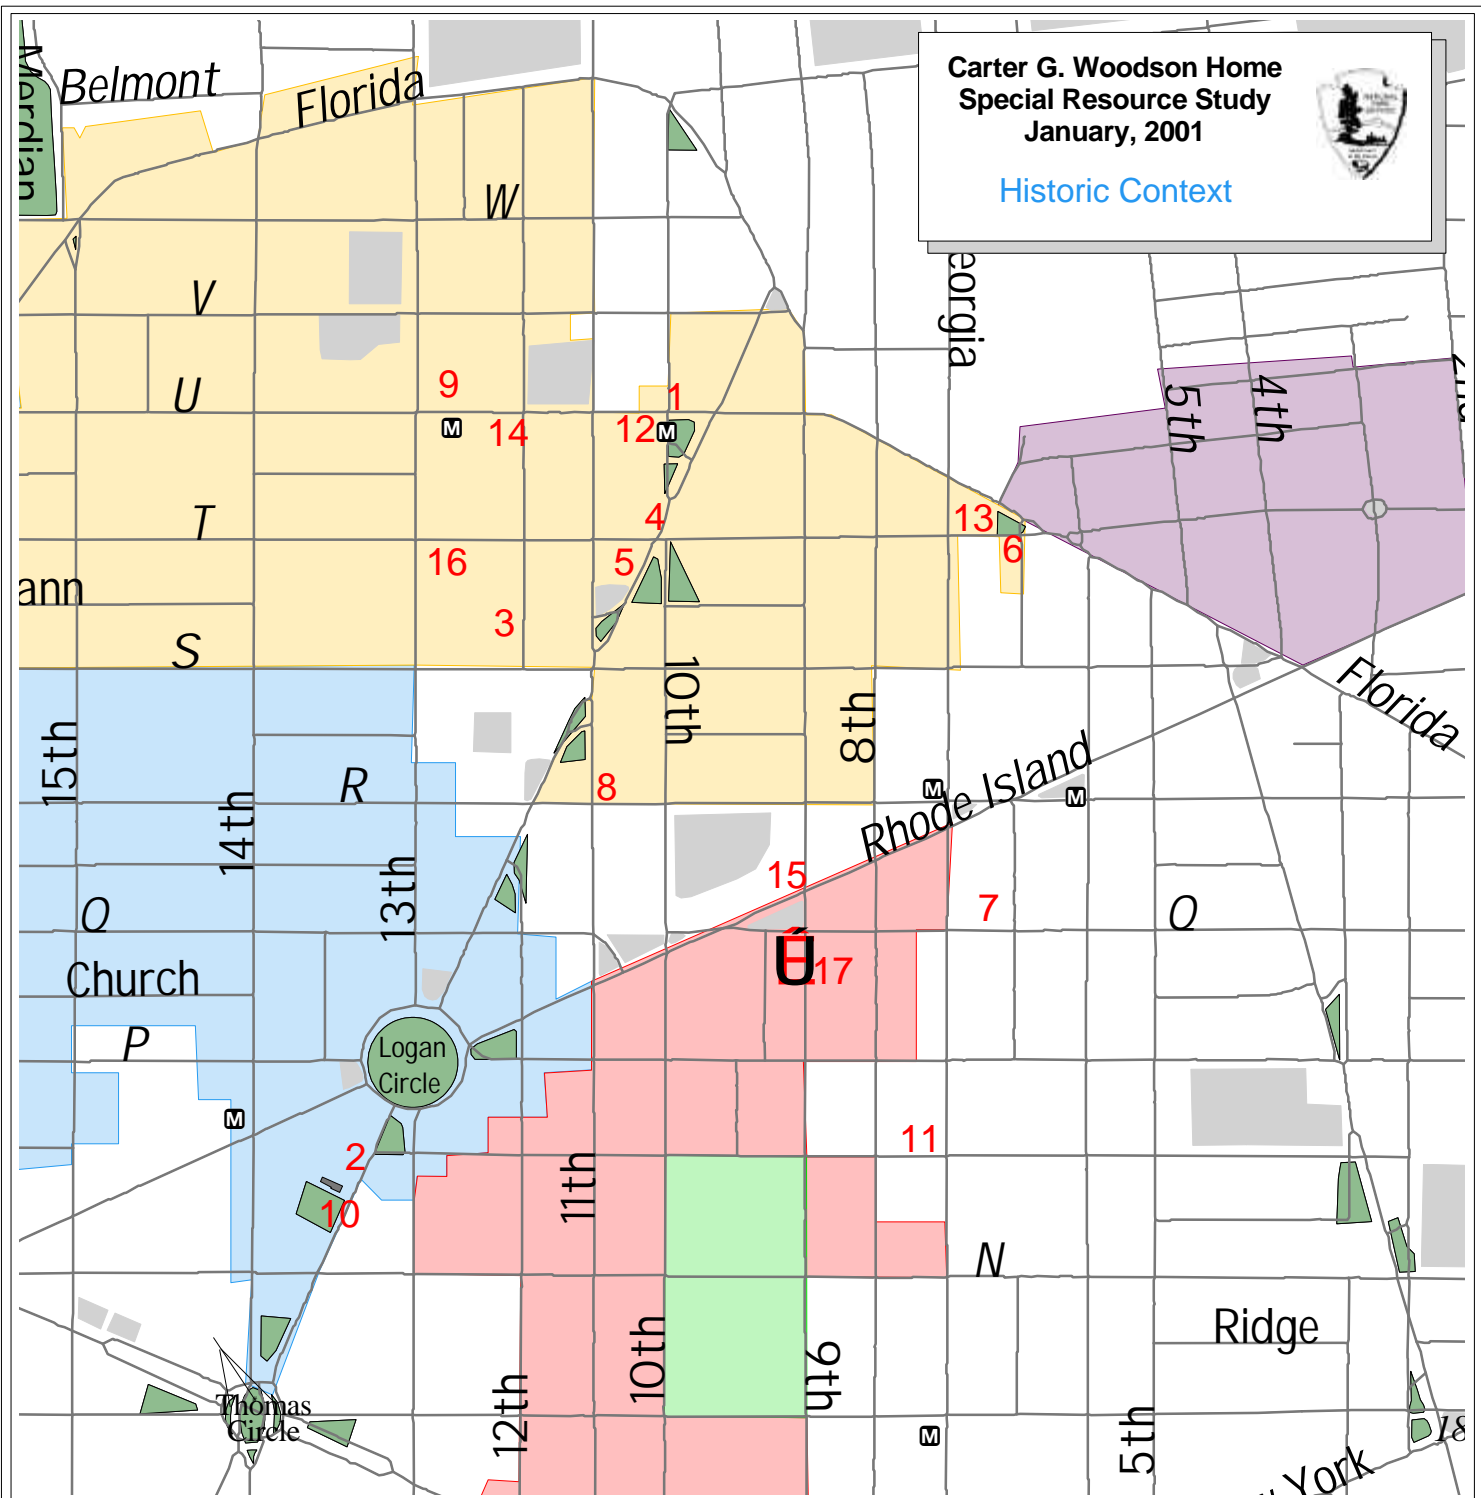 Carter G. Woodson Home
Special Resource Study
January, 2001
Historic Context
Merdian
Belmont
Florida
W
V
eorgia
U
9
1
M
14
12
M
5th
4th
T
4
13
6
16
5
ann
3
S
10th
8th
Florida
15th
R
8
M
Rhode Island
M
14th
13th
15
Q
7
Q
Church
17
P
Logan
Circle
M
11
2
10
11th
N
Ridge
10th
9th
Thomas
Circle
12th
M
5th
18
York